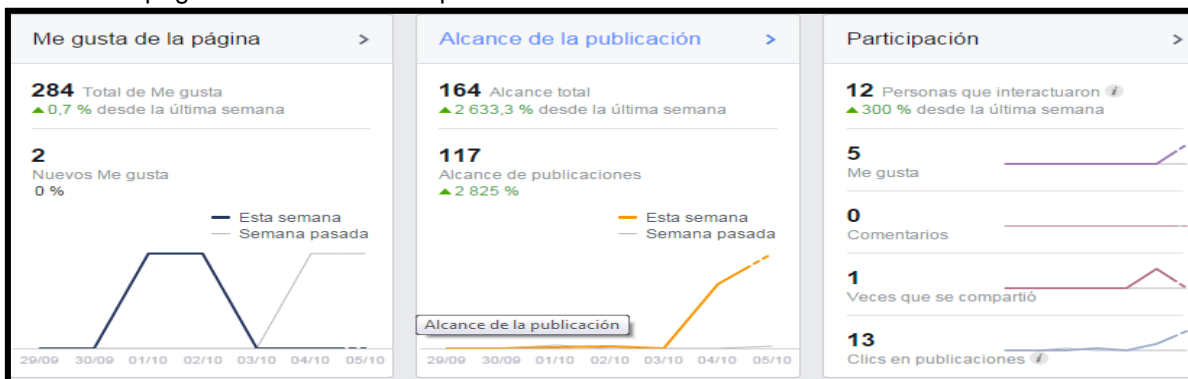 Me gusta de la página >
284 Total de Me gusta
▲0,7 % desde la última semana
2
Nuevos Me gusta
0 %
Esta semana
Semana pasada
29/09 30/09 01/10 02/10 03/10 04/10 05/10
Alcance de la publicación >
164 Alcance total
▲2 633,3 % desde la última semana
117
Alcance de publicaciones
▲2 825 %
Esta semana
Semana pasada
Alcance de la publicación
29/09 30/09 01/10 02/10 03/10 04/10 05/10
Participación >
12 Personas que interactuaron i
▲300 % desde la última semana
5
Me gusta
0
Comentarios
1
Veces que se compartió
13
Clics en publicaciones i